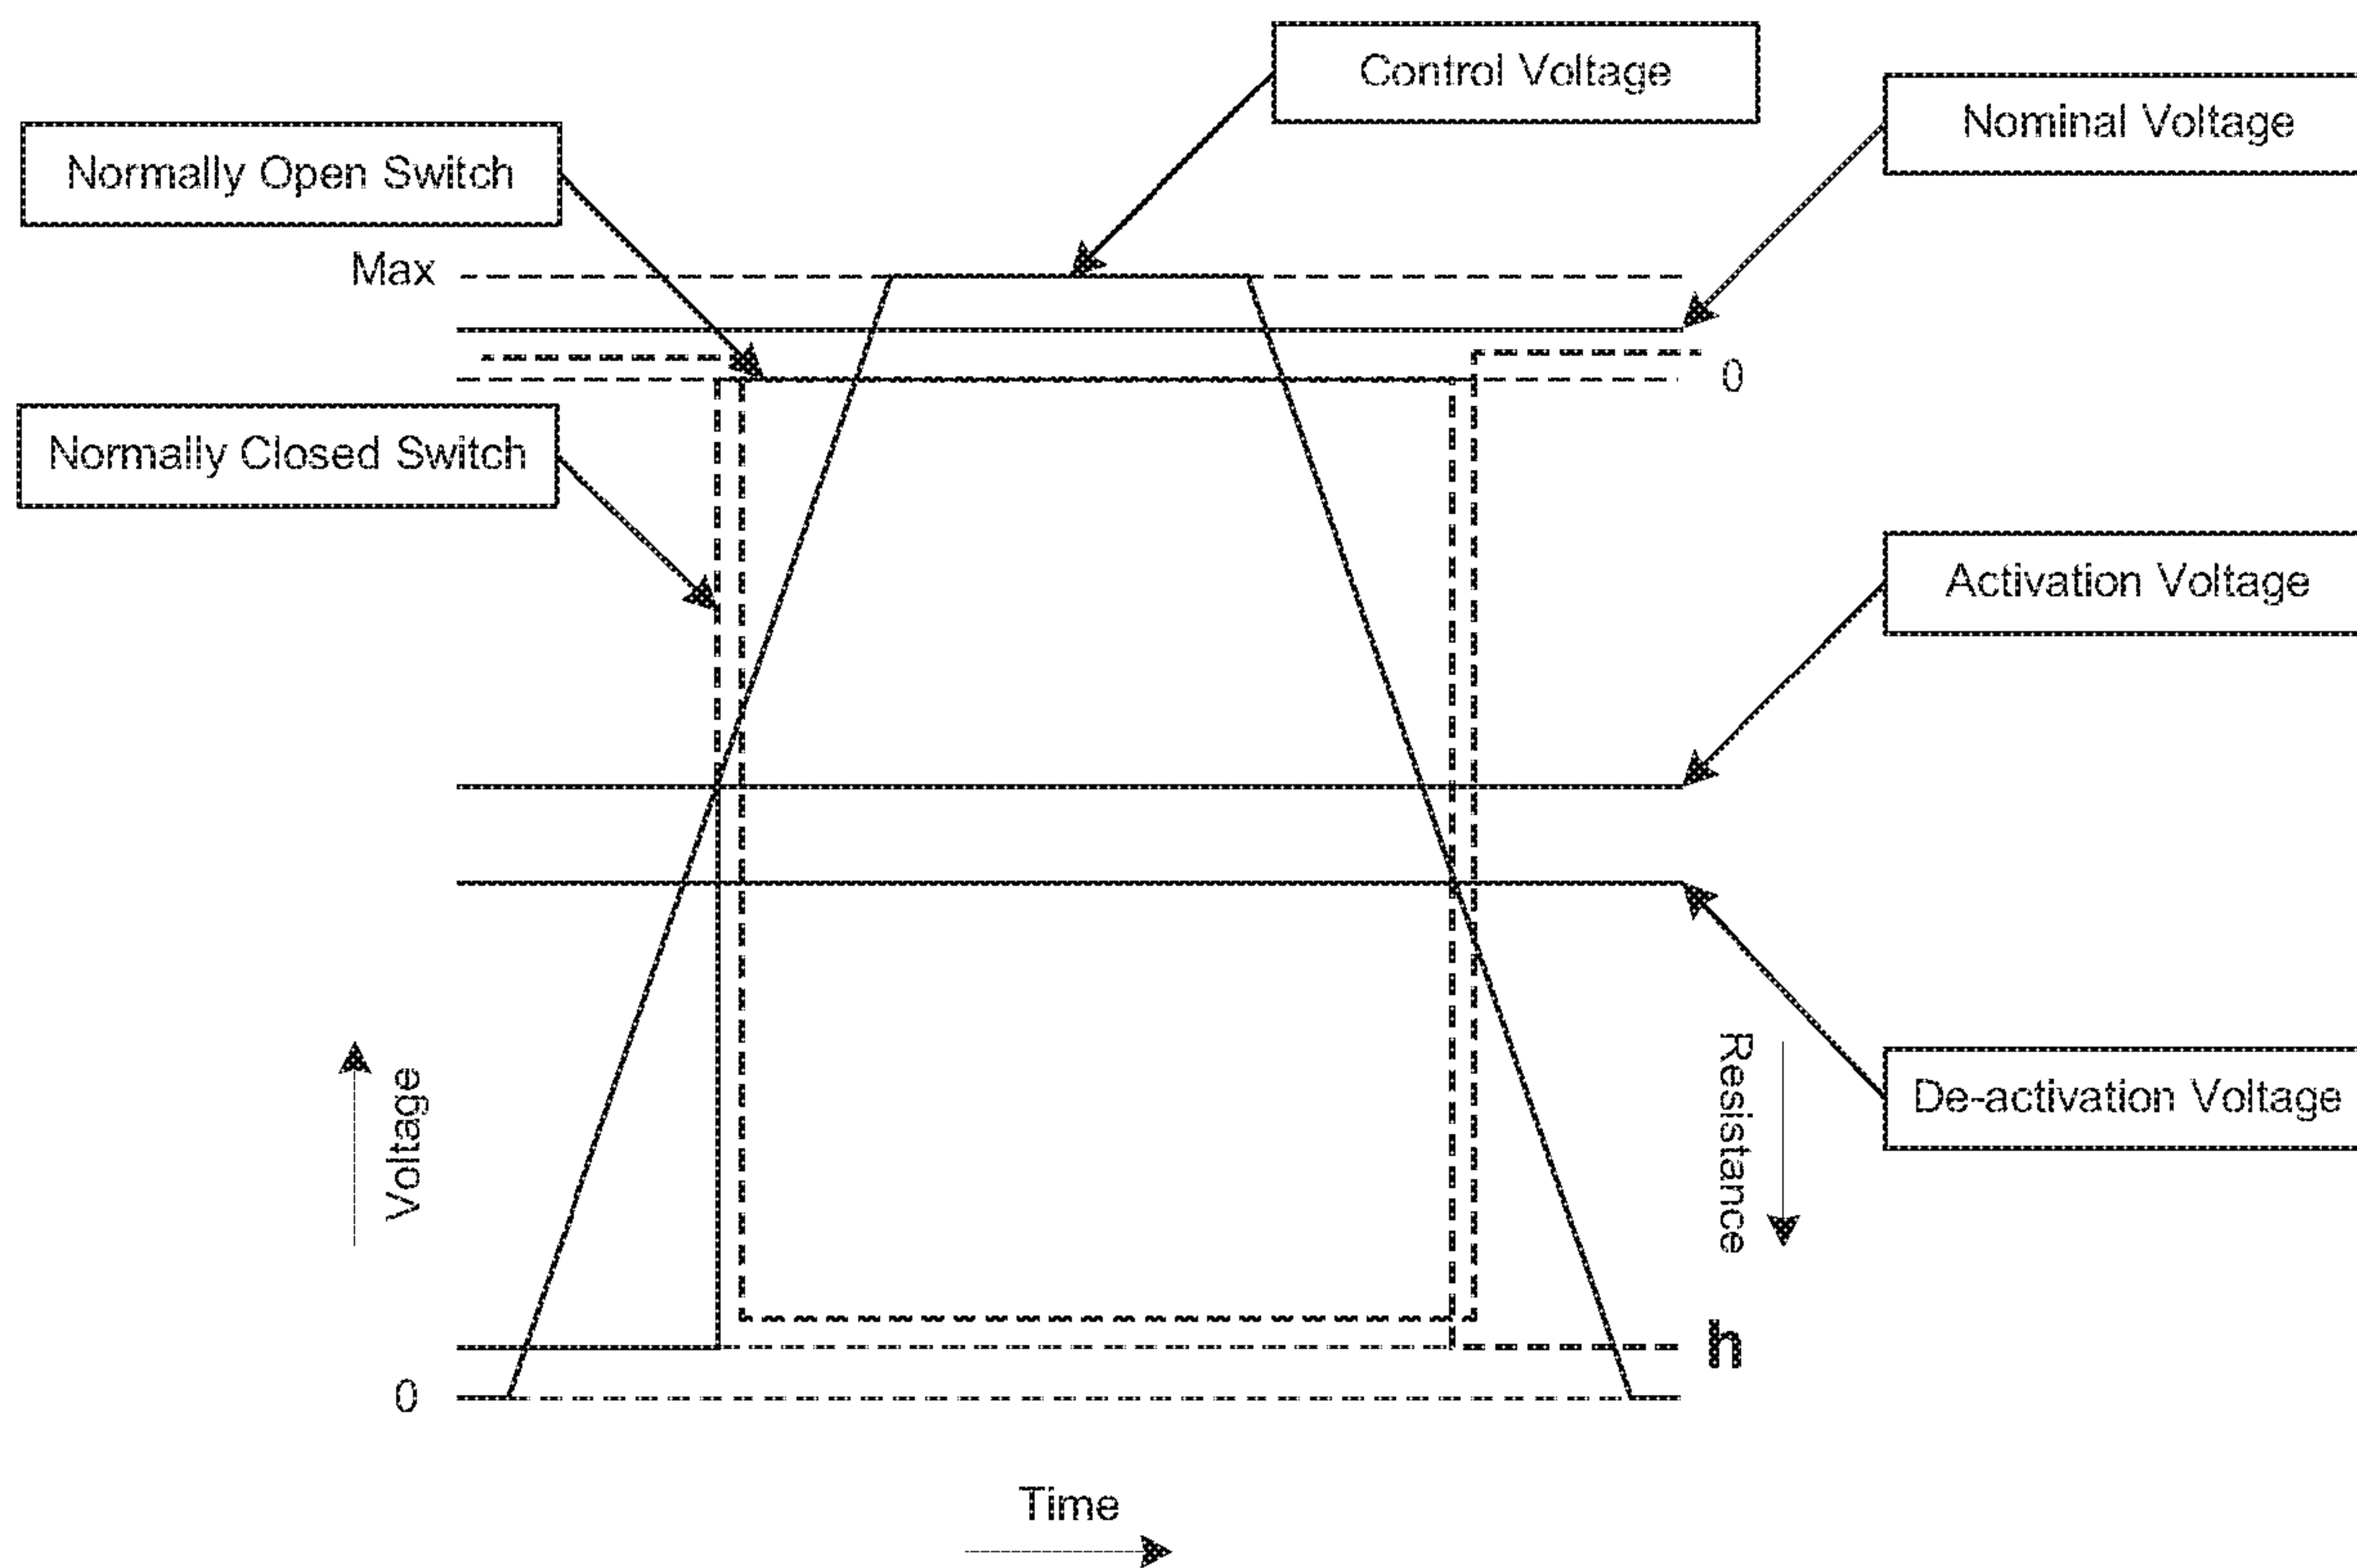 Control Voltage
Nominal Voltage
Normally Open Switch
Max
0
Normally Closed Switch
Activation Voltage
Voltage
Resistance
De-activation Voltage
h
0
Time